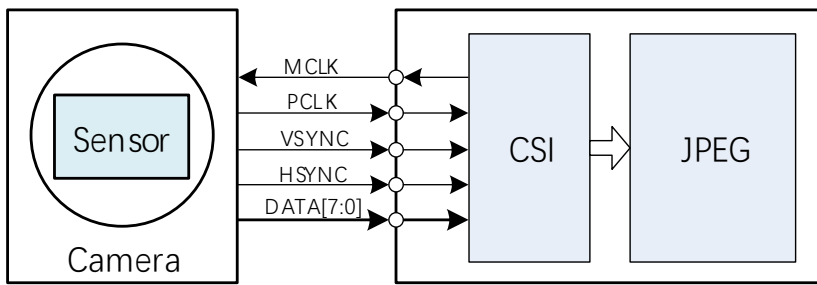 MCLK
PCLK
VSYNC
HSYNC
DATA[7:0]
Sensor
Camera
CSI
JPEG